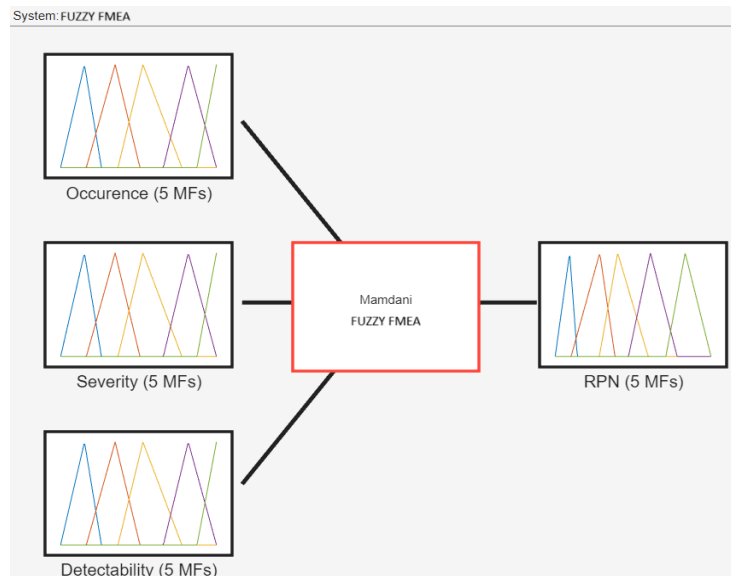 System: FUZZY FMEA
Occurence (5 MFs)
Mamdani
FUZZY FMEA
Severity (5 MFs)
RPN (5 MFs)
Detectability (5 MFs)